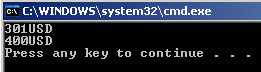 C:\WINDOWS\system32\cmd.exe
301USD
400USD
Press any key to continue . . .